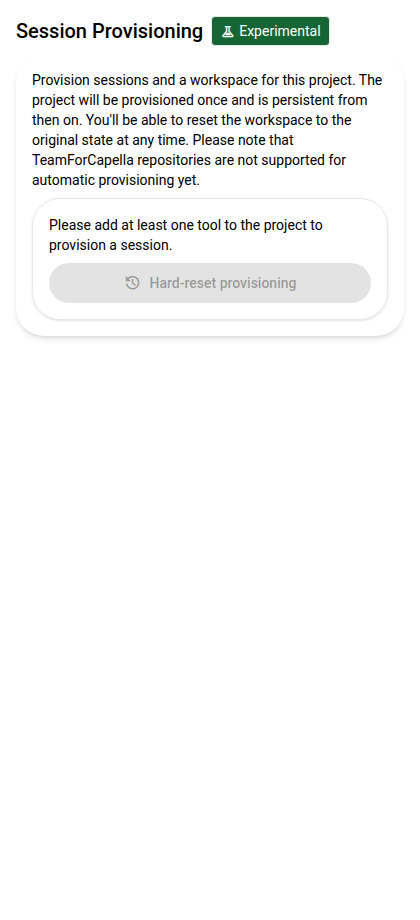 Session Provisioning
Experimental
Provision sessions and a workspace for this project. The
project will be provisioned once and is persistent from
then on. You'll be able to reset the workspace to the
original state at any time. Please note that
TeamForCapella repositories are not supported for
automatic provisioning yet.
Please add at least one tool to the project to
provision a session.
Hard-reset provisioning